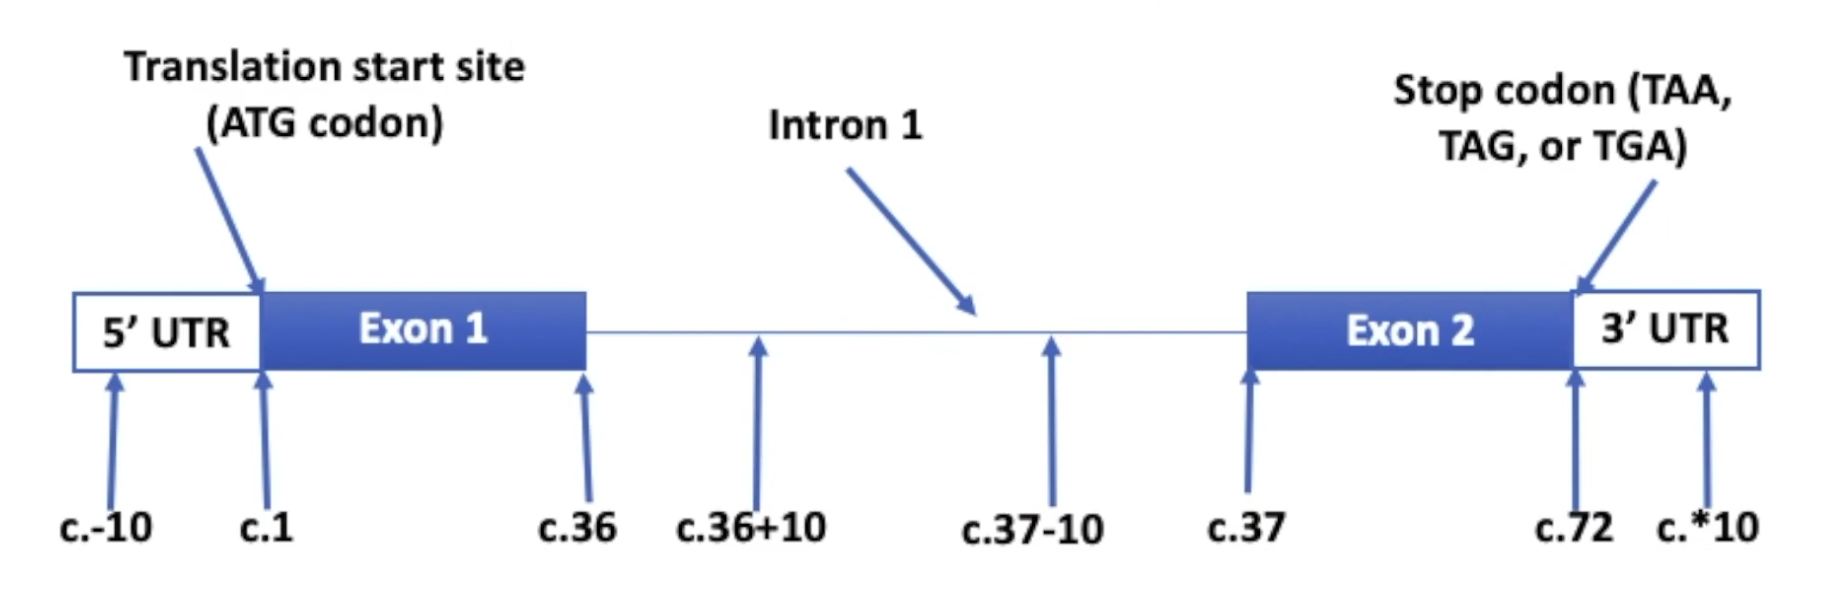 Translation start site
(ATG codon)
Intron 1
Stop codon (TAA,
TAG, or TGA)
5’ UTR
Exon 1
Exon 2
3’ UTR
c.-10
c.1
c.36
c.36+10
c.37-10
c.37
c.72
c.*10